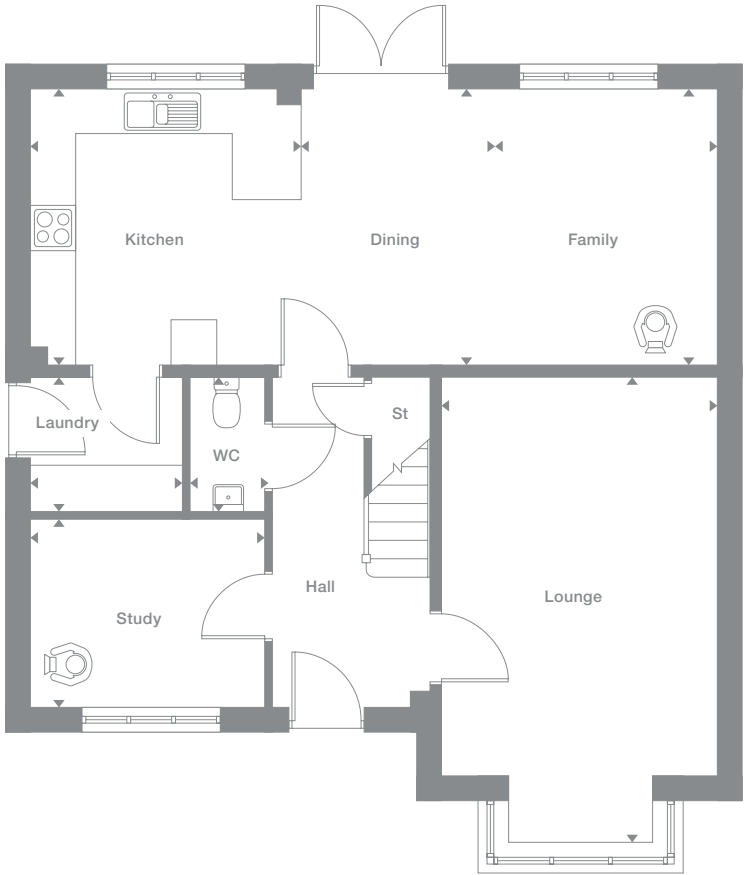 Kitchen
Dining
Family
Laundry
St
WC
Hall
Lounge
Study